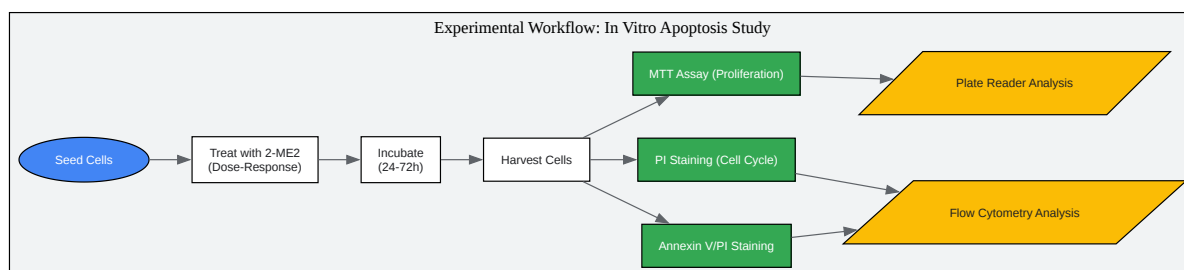 Experimental Workflow: In Vitro Apoptosis Study
Seed Cells
Treat with 2-ME2
(Dose-Response)
Incubate
(24-72h)
Harvest Cells
MTT Assay (Proliferation)
PI Staining (Cell Cycle)
Annexin V/PI Staining
Plate Reader Analysis
Flow Cytometry Analysis